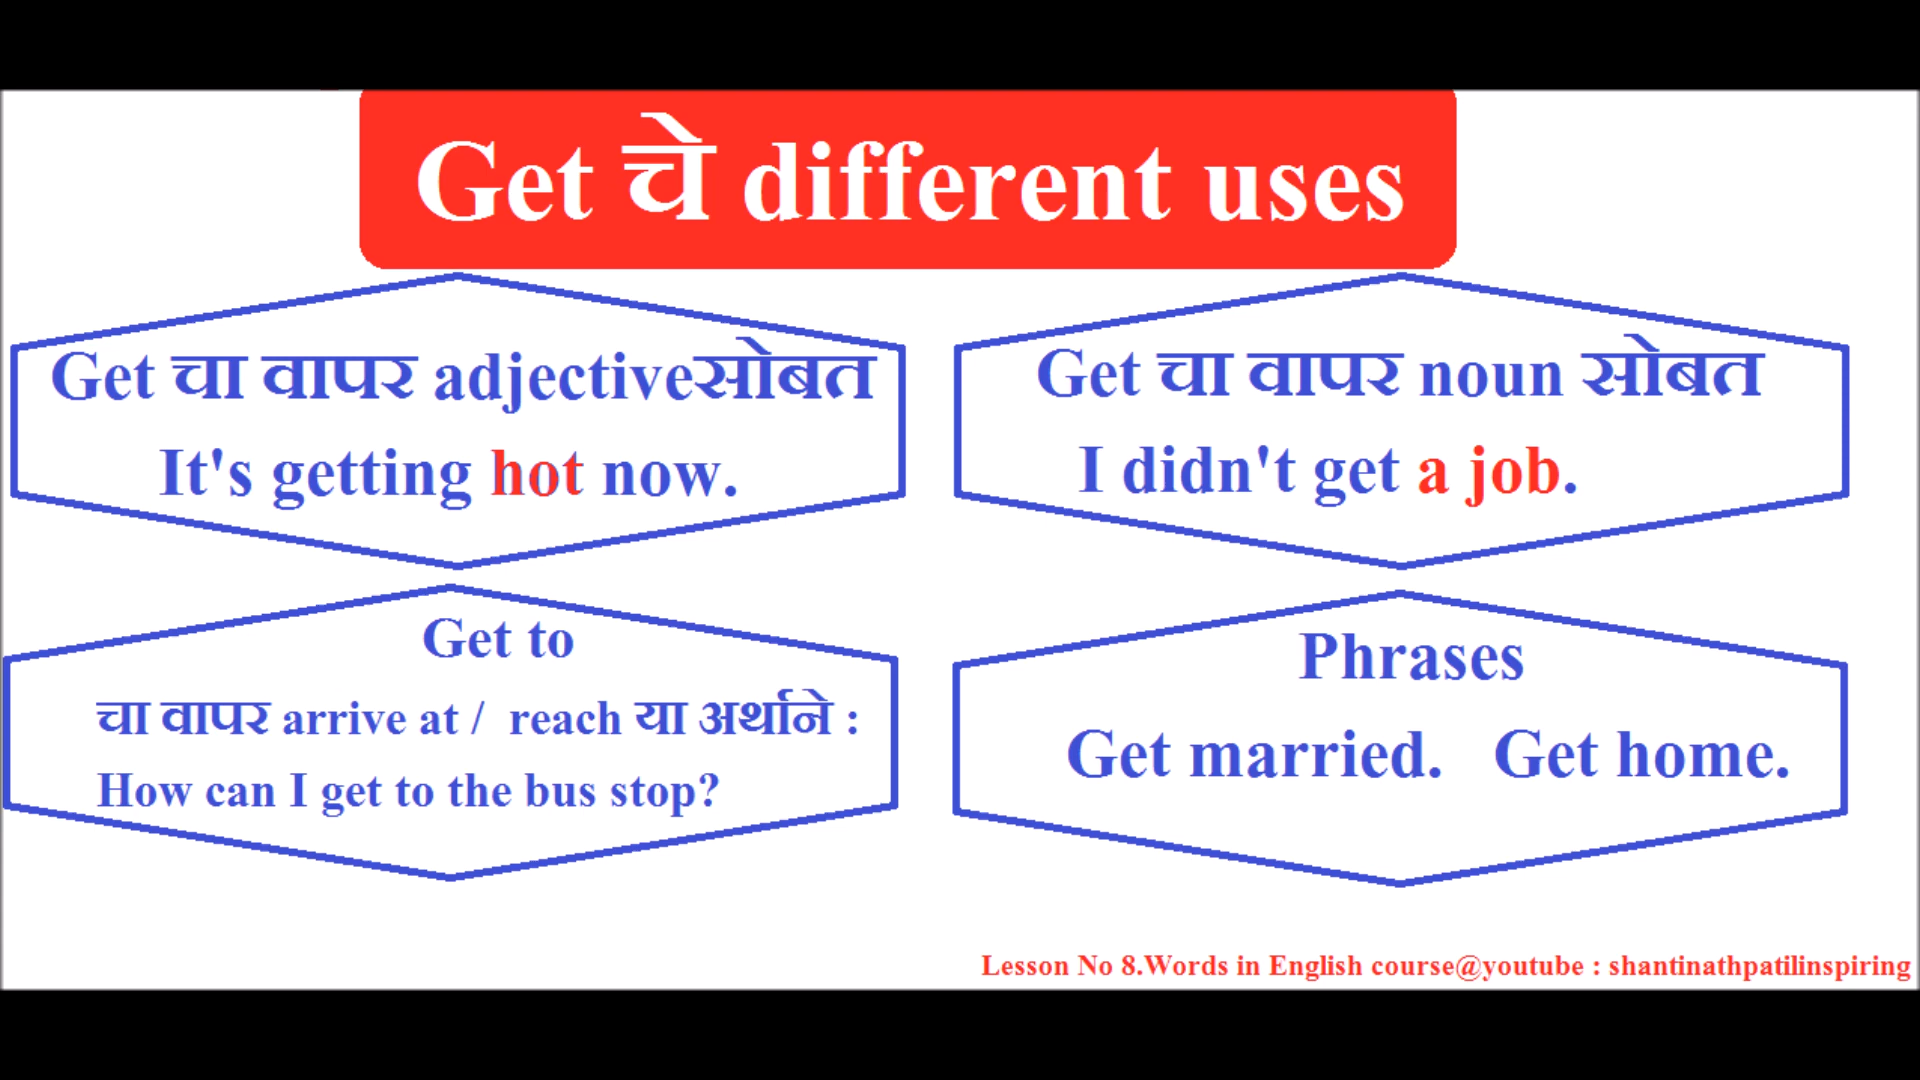 Get चे different uses
Get चा वापर adjectiveसोबत
It's getting hot now.
Get चा वापर noun सोबत
I didn't get a job.
Get to
चा वापर arrive at / reach या अर्थाने :
How can I get to the bus stop?
Phrases
Get married. Get home.
Lesson No 8.Words in English course@youtube : shantinathpatilinspiring